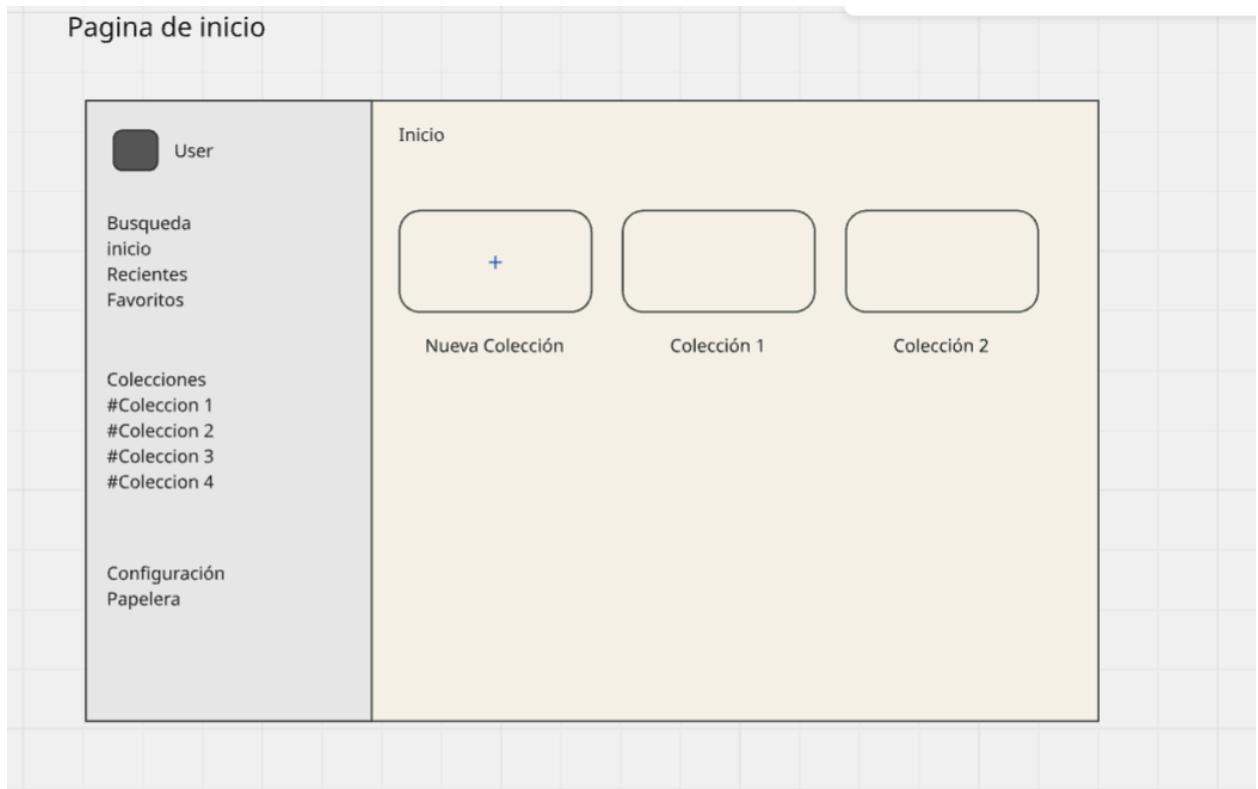 Pagina de inicio
User
Busqueda
inicio
Recientes
Favoritos
Colecciones
#Coleccion 1
#Coleccion 2
#Coleccion 3
#Coleccion 4
Configuración
Papelera
Inicio
+
Nueva Colección
Colección 1
Colección 2